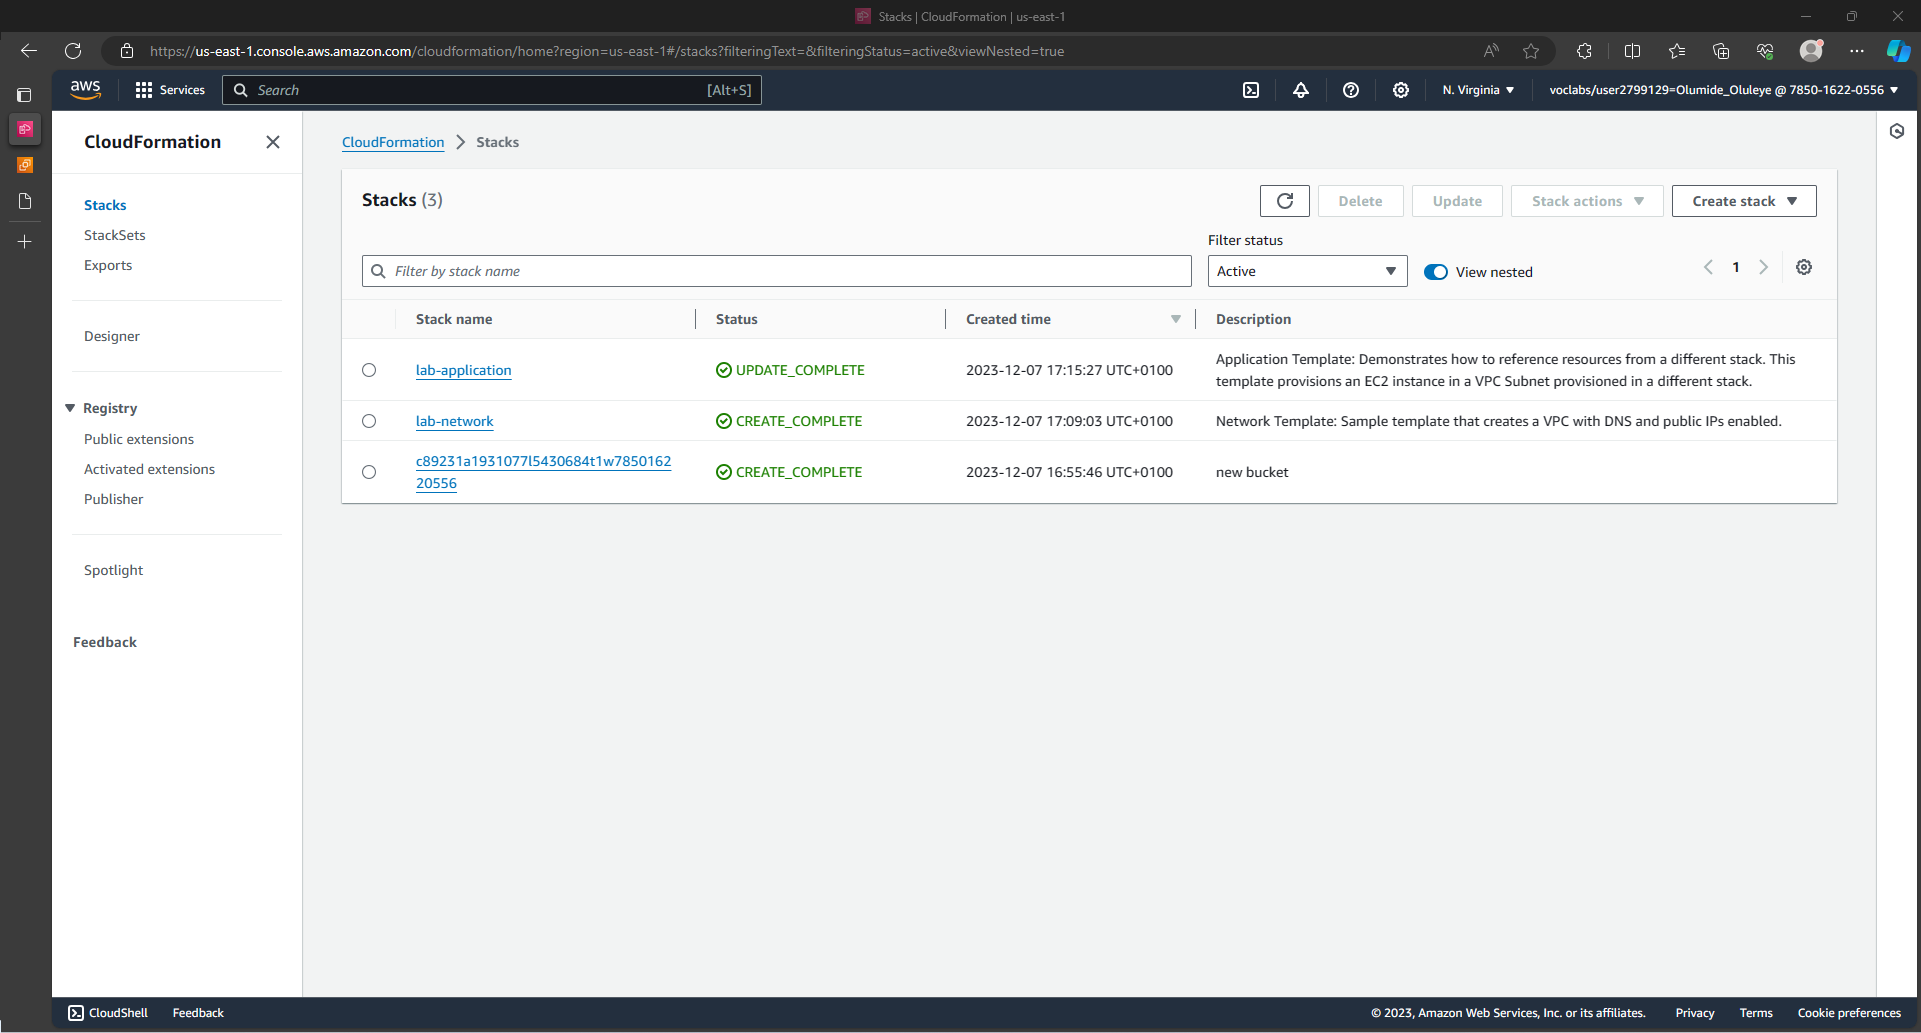 Stacks | CloudFormation | us-east-1
https://us-east-1.console.aws.amazon.com/cloudformation/home?region=us-east-1#/stacks?filteringText=&filteringStatus=active&viewNested=true
aws
Services
Search
[Alt+S]
N. Virginia
voclabs/user2799129=Olumide_Oluleye @ 7850-1622-0556
CloudFormation
Stacks
StackSets
Exports
Designer
Registry
Public extensions
Activated extensions
Publisher
Spotlight
Feedback
CloudFormation > Stacks
Stacks (3)
Delete
Update
Stack actions
Create stack
Filter status
Filter by stack name
Active
View nested
1
Stack name Status Created time Description
lab-application UPDATE_COMPLETE 2023-12-07 17:15:27 UTC+0100 Application Template: Demonstrates how to reference resources from a different stack. This
template provisions an EC2 instance in a VPC Subnet provisioned in a different stack.
lab-network CREATE_COMPLETE 2023-12-07 17:09:03 UTC+0100 Network Template: Sample template that creates a VPC with DNS and public IPs enabled.
c89231a1931077l5430684t1w7850162
20556
CREATE_COMPLETE 2023-12-07 16:55:46 UTC+0100 new bucket
CloudShell
Feedback
© 2023, Amazon Web Services, Inc. or its affiliates.
Privacy
Terms
Cookie preferences